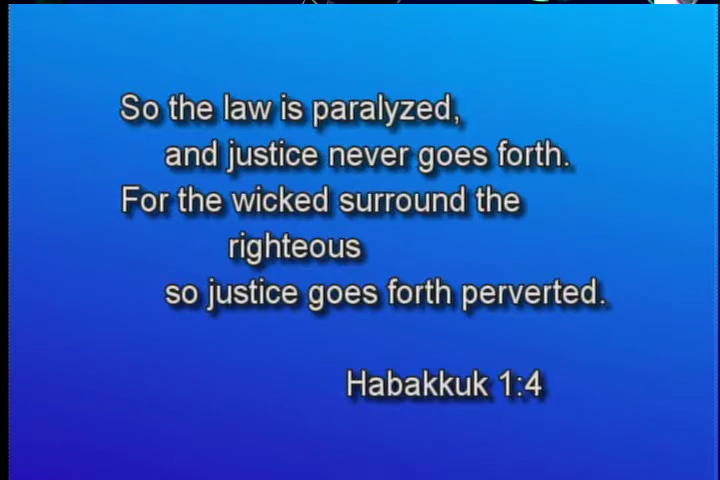 So the law is paralyzed,
and justice never goes forth.
For the wicked surround the
righteous
so justice goes forth perverted.
Habakkuk 1:4